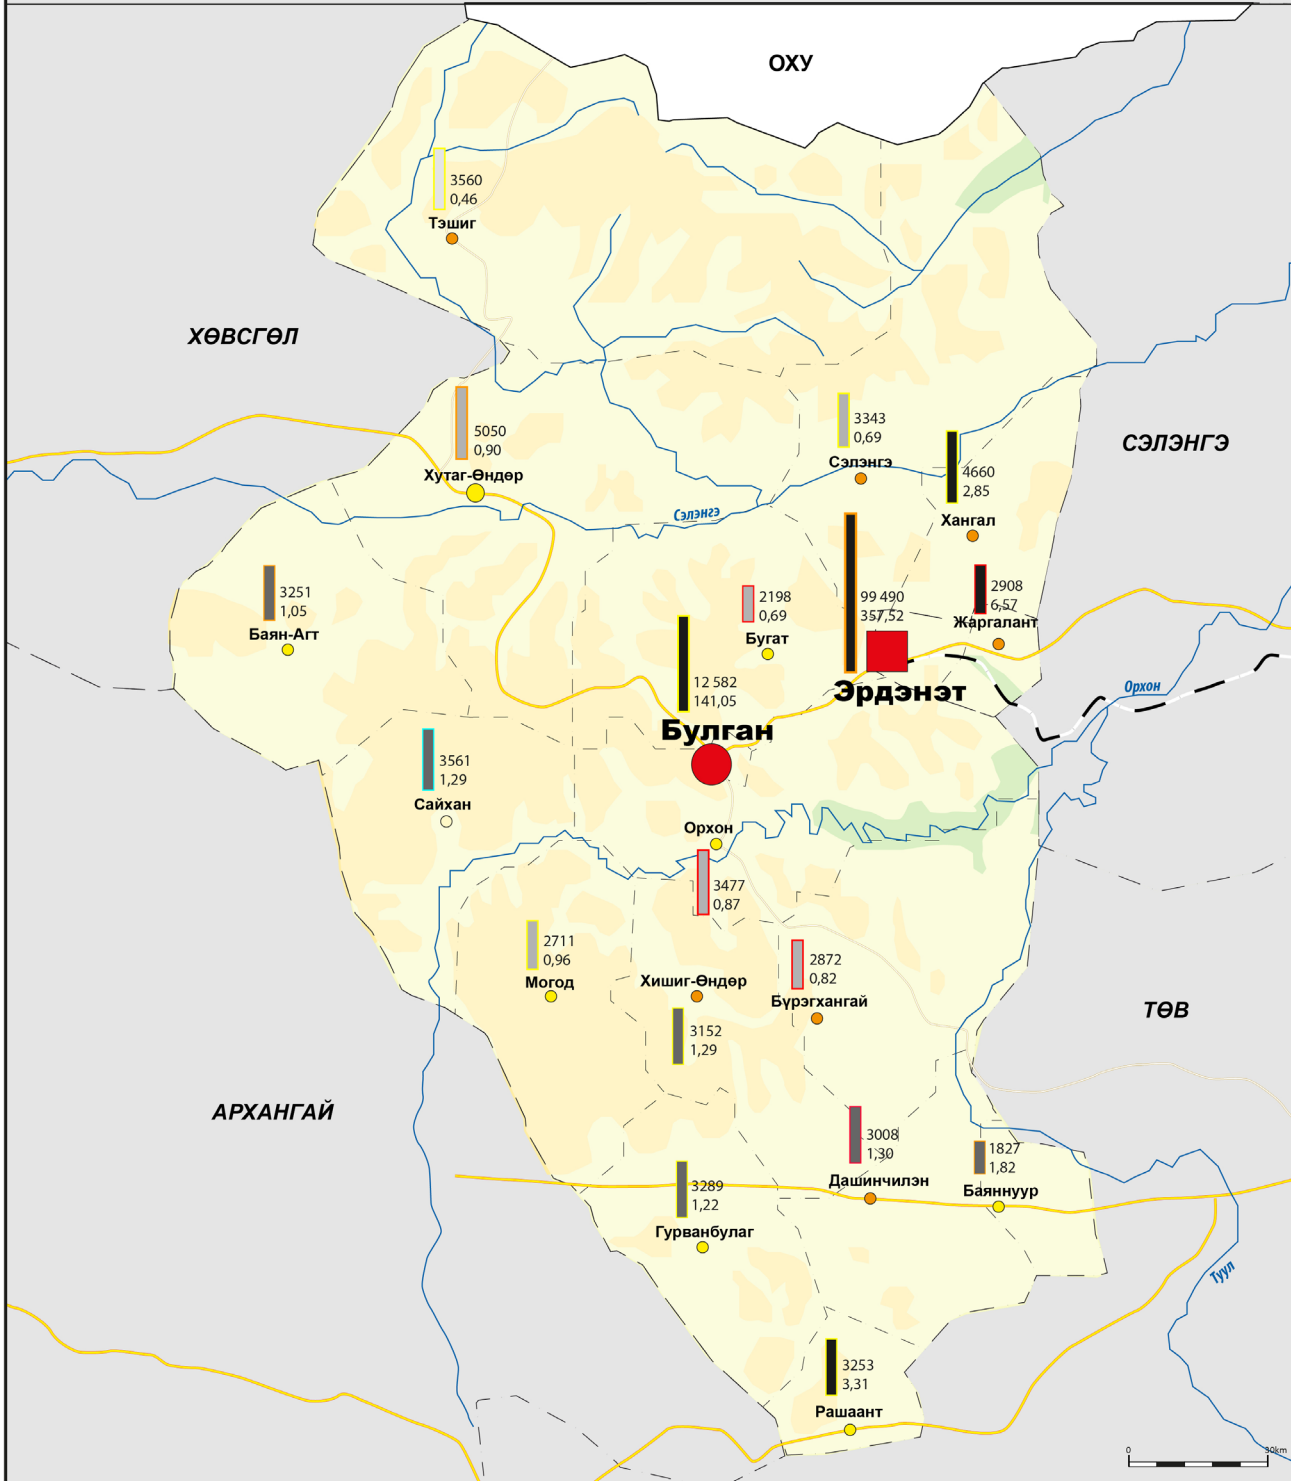 ОХУ
3560
0,46
Тэшиг
ХӨВСГӨЛ
5050
0,90
Хутаг-Өндөр
3343
0,69
Сэлэнгэ
СЭЛЭНГЭ
4660
2,85
Хангал
Сэлэнгэ
3251
1,05
Баян-Агт
2198
0,69
Бугат
99 490
357,52
Эрдэнэт
2908
6,57
Жаргалант
Орхон
12 582
141,05
Булган
3561
1,29
Сайхан
Орхон
3477
0,87
2711
0,96
Могод
Хишиг-Өндөр
3152
1,29
2872
0,82
Бүрэгхангай
ТӨВ
АРХАНГАЙ
3008
1,30
Дашинчилэн
1827
1,82
Баяннуур
3289
1,22
Гурванбулаг
Туул
3253
3,31
Рашаант
0 30km